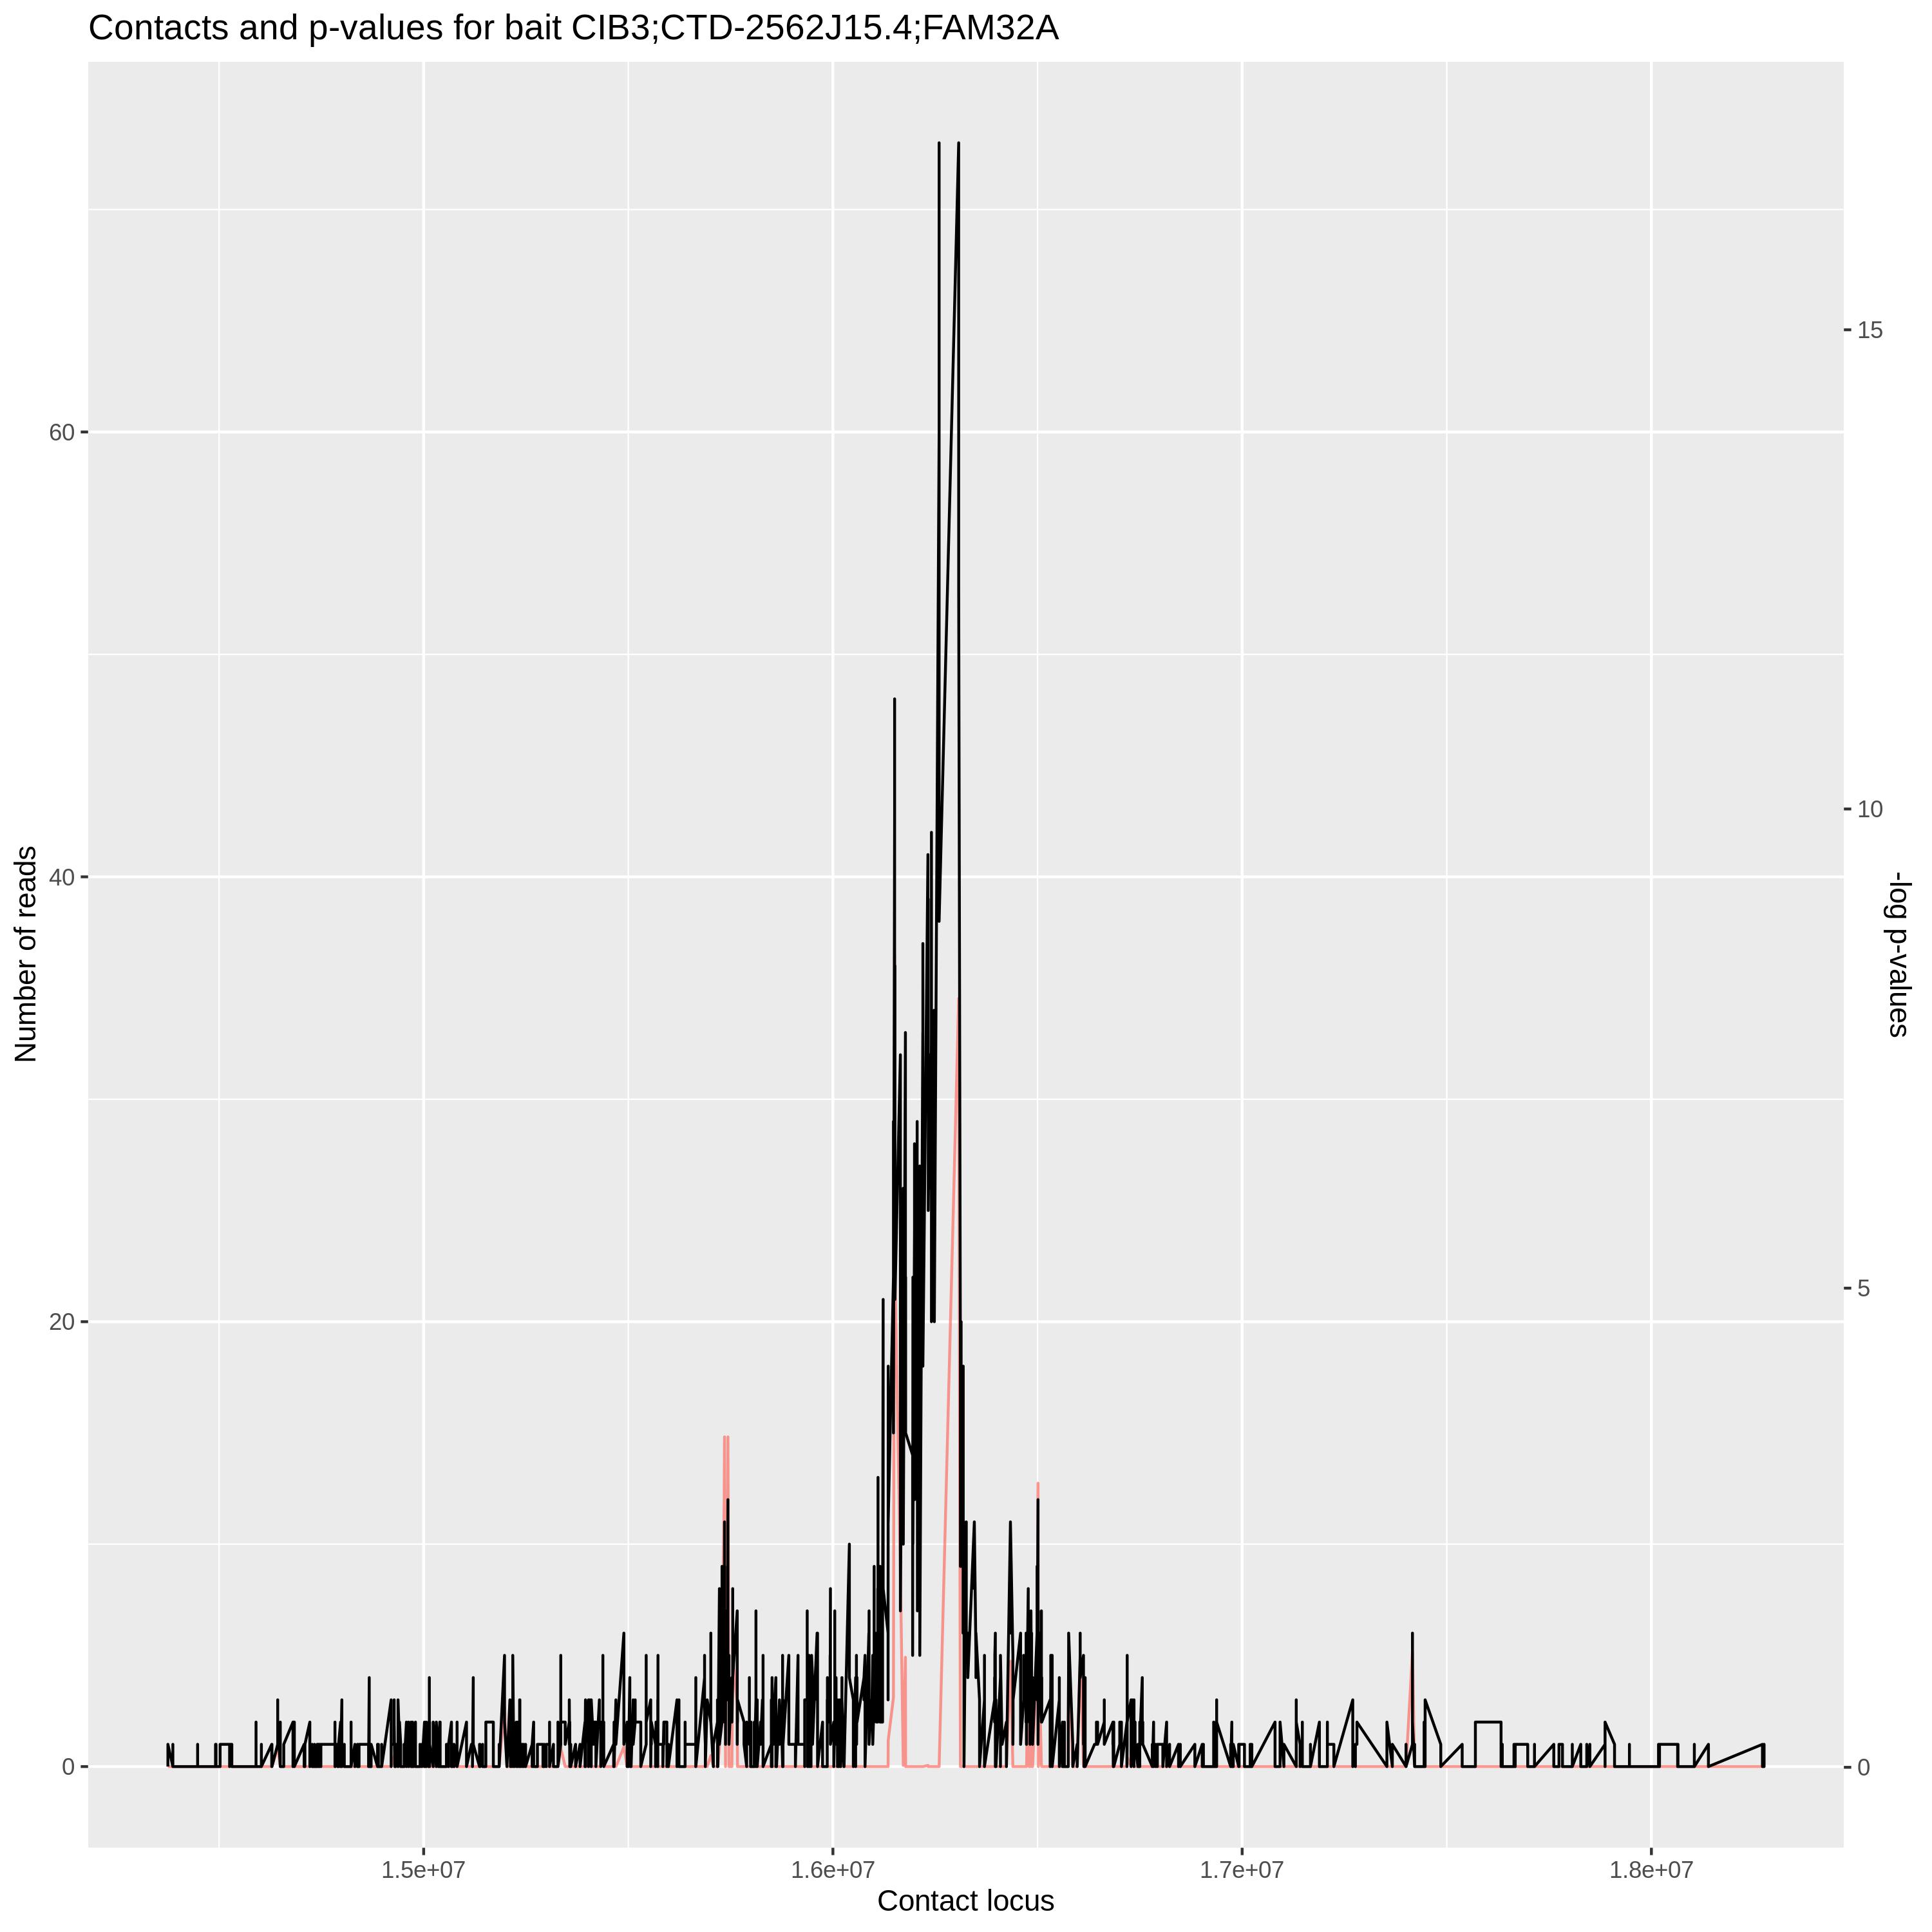 Contacts and p-values for bait CIB3;CTD-2562J15.4;FAM32A
60
40
20
0
Number of reads
15
10
5
0
-log p-values
1.5e+07
1.6e+07
1.7e+07
1.8e+07
Contact locus